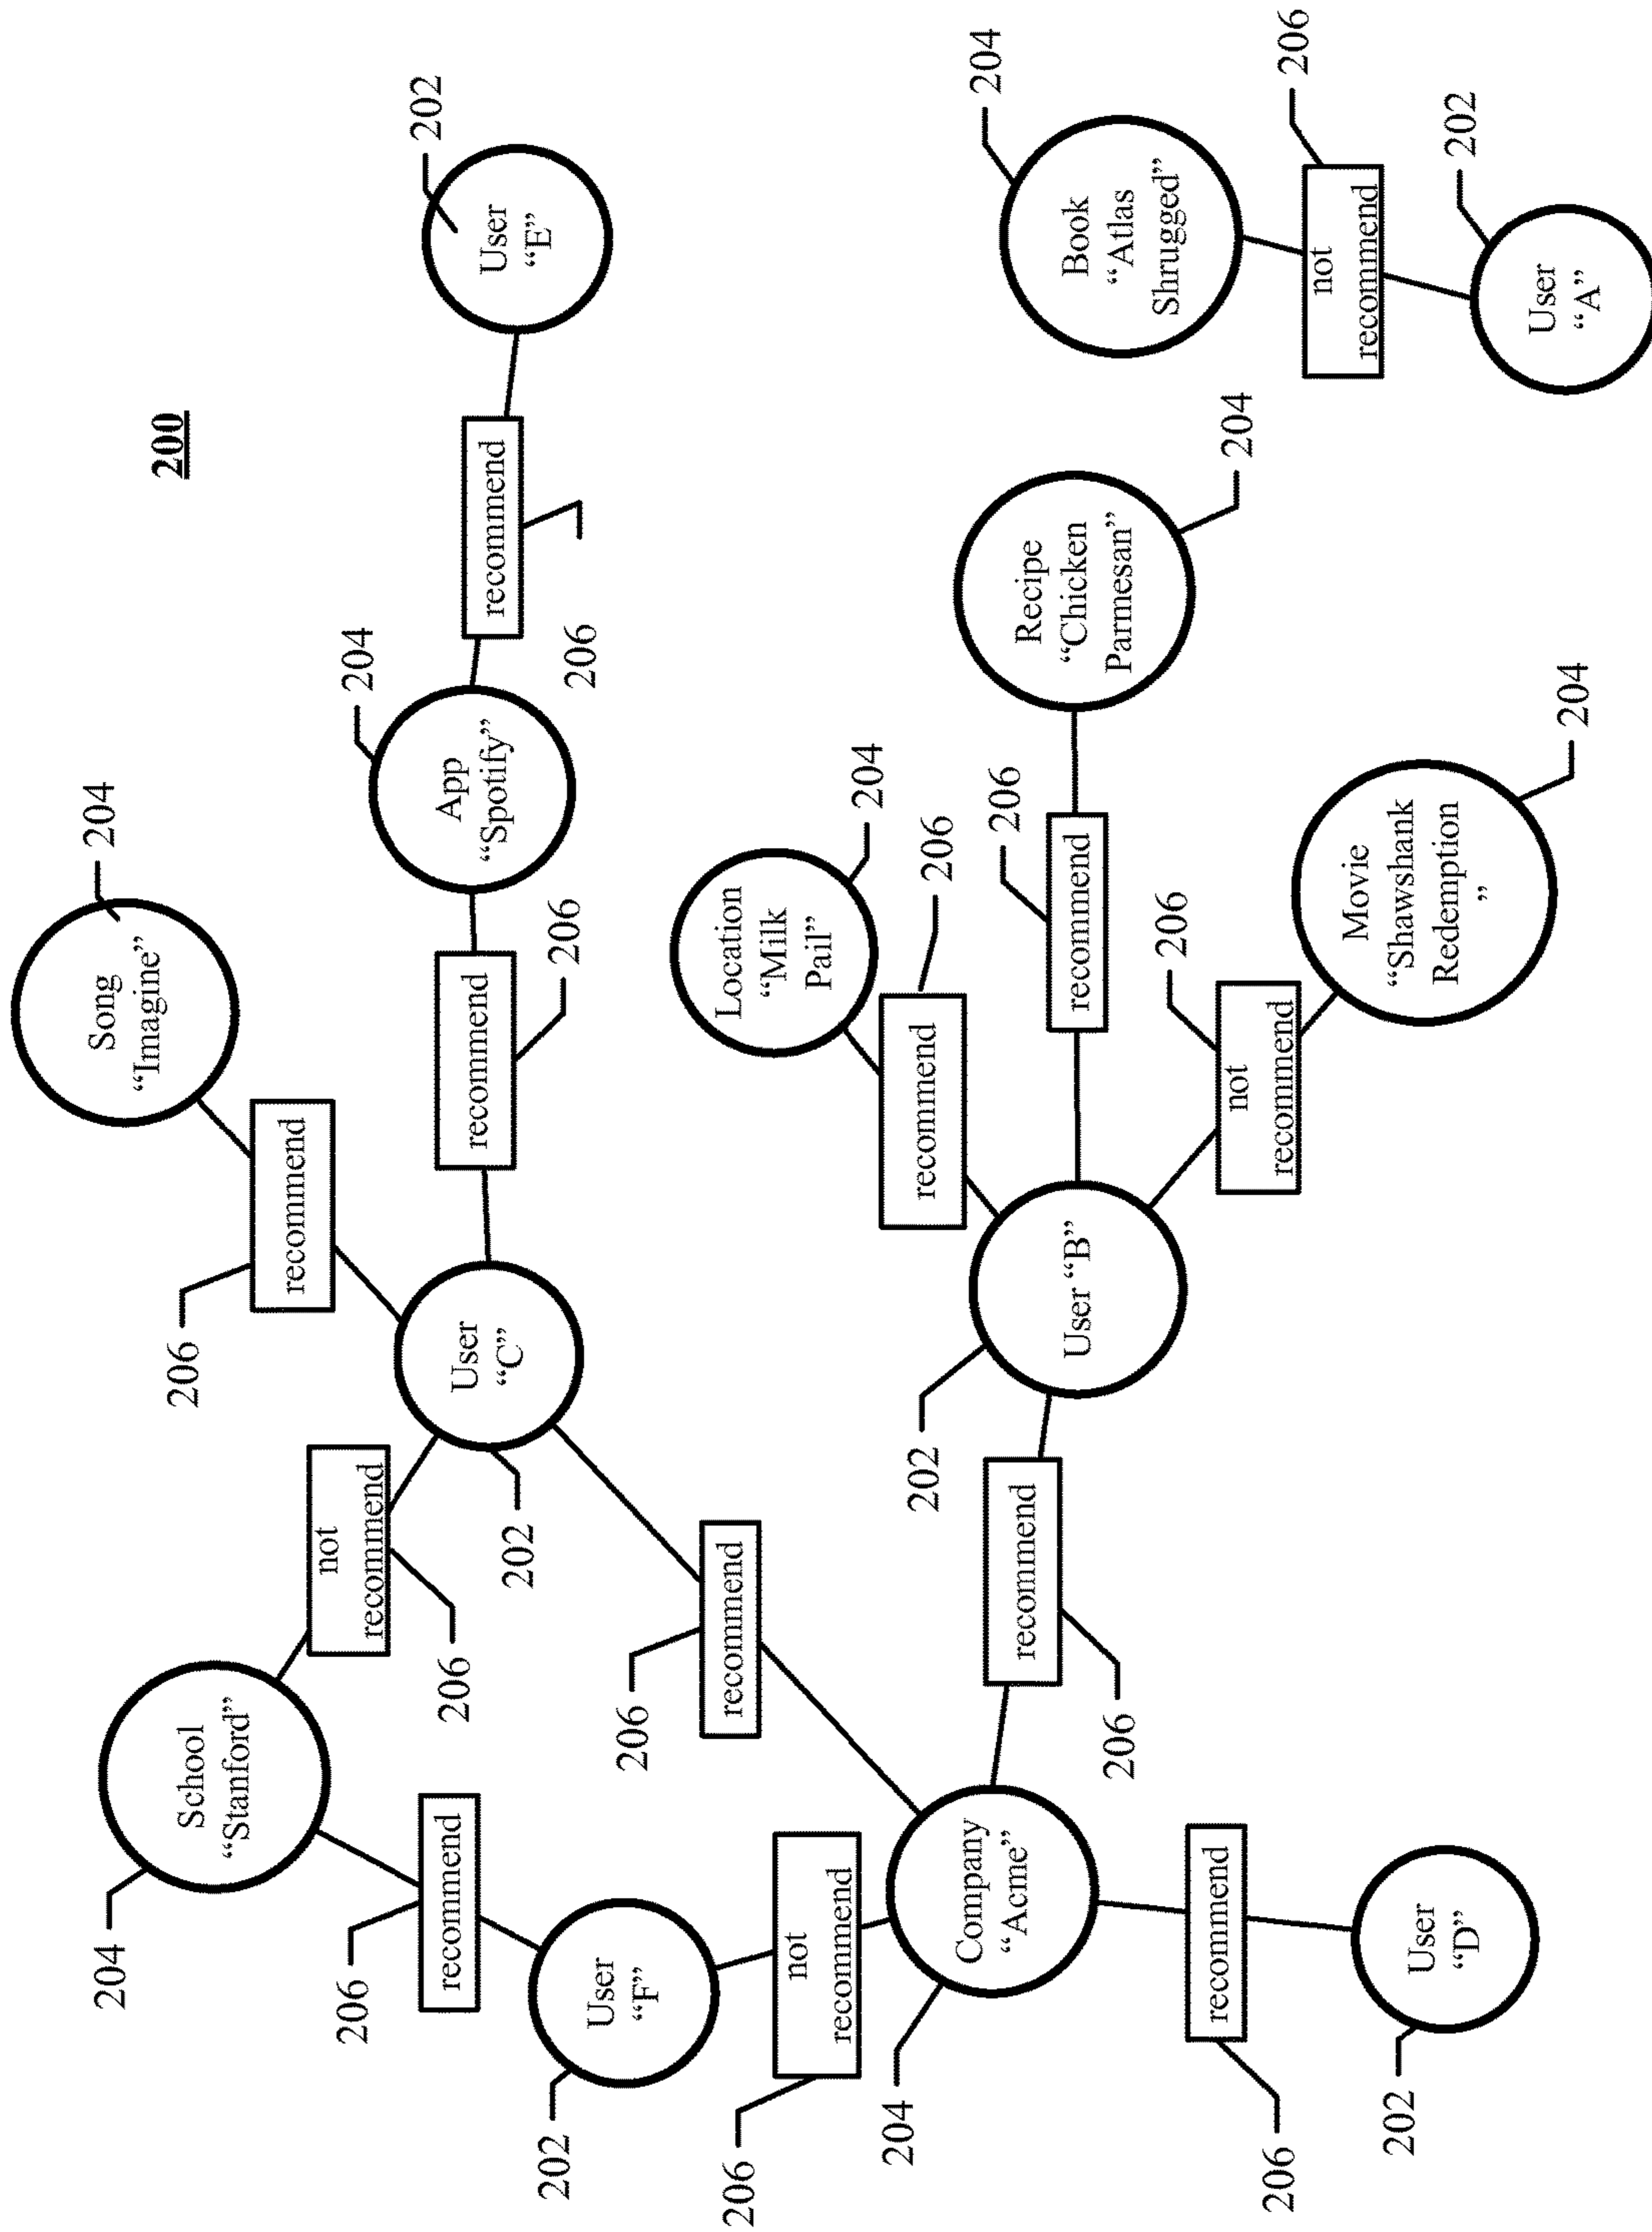 200
204
Song
“Imagine”
204
School
“Stanford”
206
recommend
206
not
recommend
206
recommend
204
App
“Spotify”
202
User
“E”
206
recommend
206
recommend
206
User
“C”
202
202
User
“F”
206
recommend
206
not
recommend
Location
“Milk
Pail”
204
recommend
206
204
Company
“Acme”
recommend
206
202
User “B”
206
recommend
Recipe
“Chicken
Parmesan”
204
204
Book
“Atlas
Shrugged”
206
recommend
206
206
not
recommend
Movie
“Shawshank
Redemption
”
204
206
not
recommend
202
User
“D”
202
User
“A”